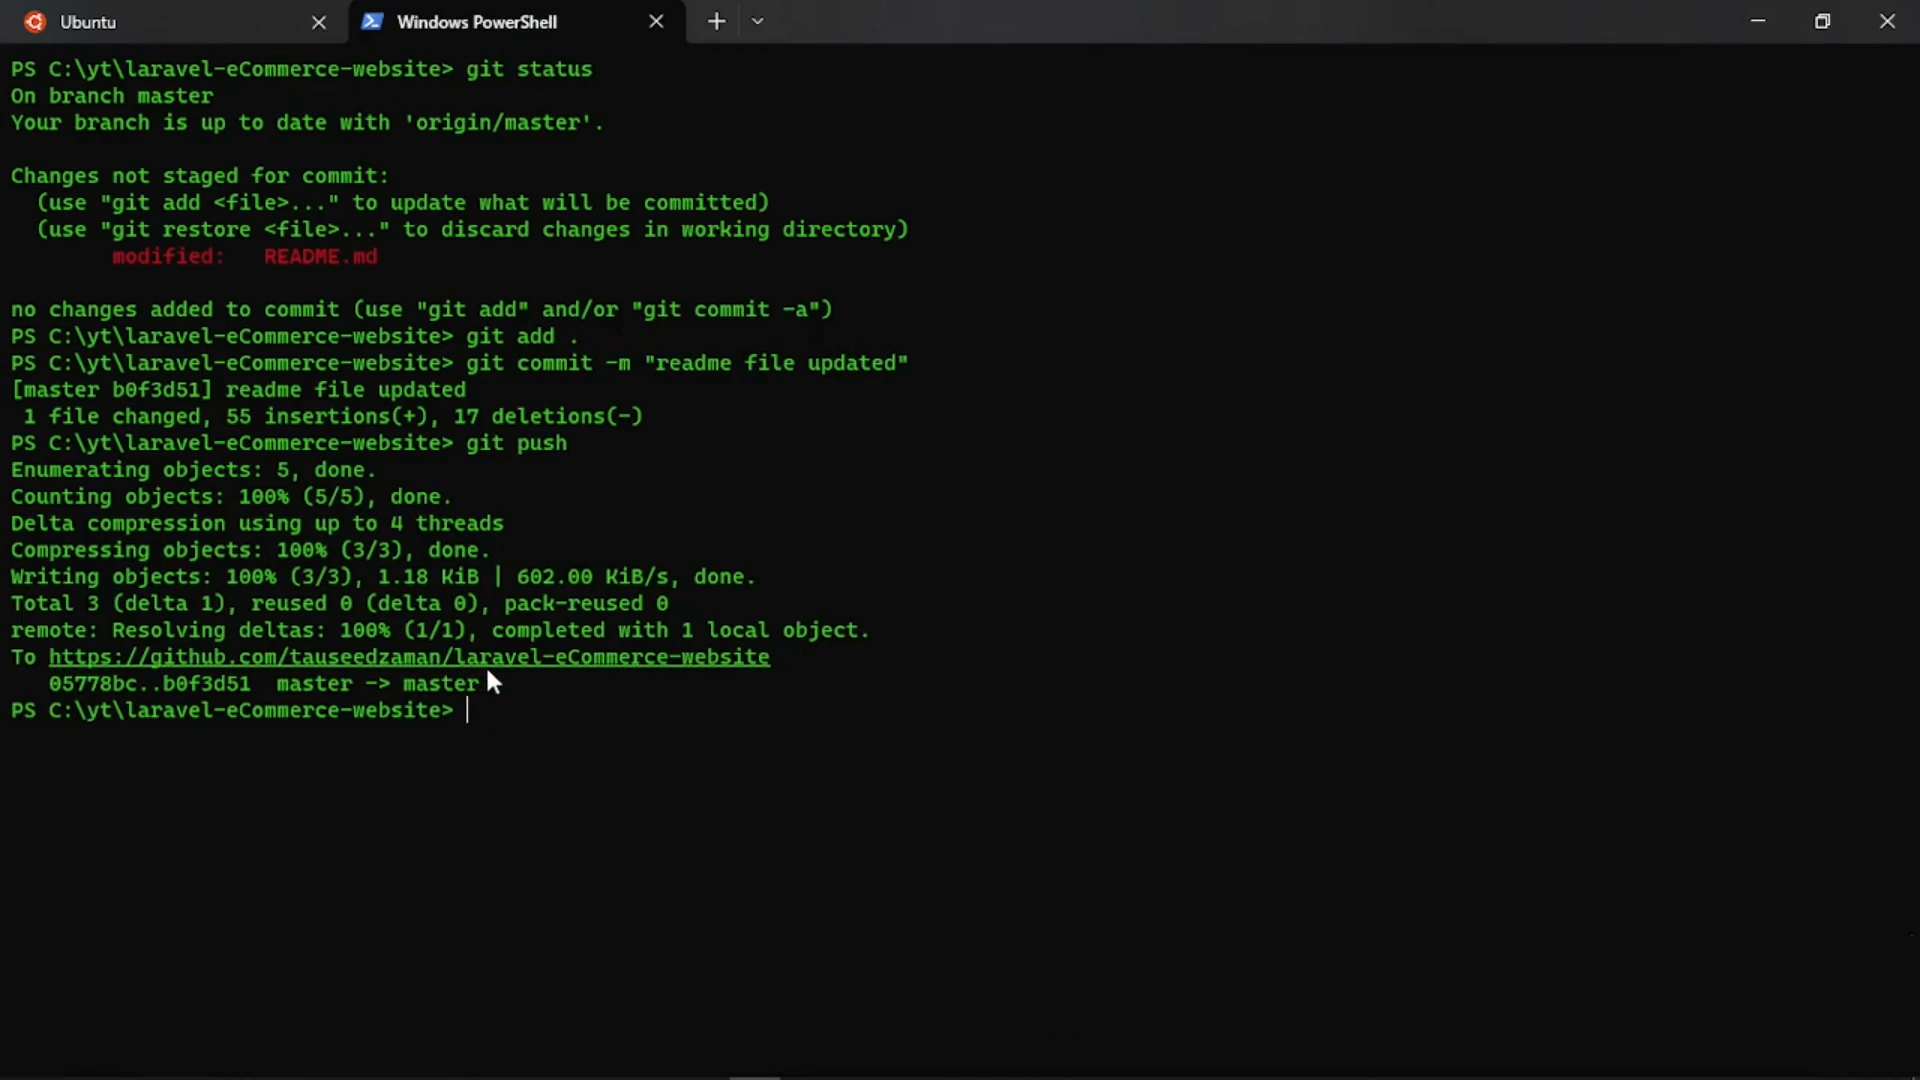 Ubuntu
Windows PowerShell
PS C:\yt\laravel-eCommerce-website> git status
On branch master
Your branch is up to date with 'origin/master'.
Changes not staged for commit:
  (use "git add <file>..." to update what will be committed)
  (use "git restore <file>..." to discard changes in working directory)
        modified:   README.md
no changes added to commit (use "git add" and/or "git commit -a")
PS C:\yt\laravel-eCommerce-website> git add .
PS C:\yt\laravel-eCommerce-website> git commit -m "readme file updated"
[master b0f3d51] readme file updated
 1 file changed, 55 insertions(+), 17 deletions(-)
PS C:\yt\laravel-eCommerce-website> git push
Enumerating objects: 5, done.
Counting objects: 100% (5/5), done.
Delta compression using up to 4 threads
Compressing objects: 100% (3/3), done.
Writing objects: 100% (3/3), 1.18 KiB | 602.00 KiB/s, done.
Total 3 (delta 1), reused 0 (delta 0), pack-reused 0
remote: Resolving deltas: 100% (1/1), completed with 1 local object.
To https://github.com/tauseedzaman/laravel-eCommerce-website
   05778bc..b0f3d51  master -> master
PS C:\yt\laravel-eCommerce-website>